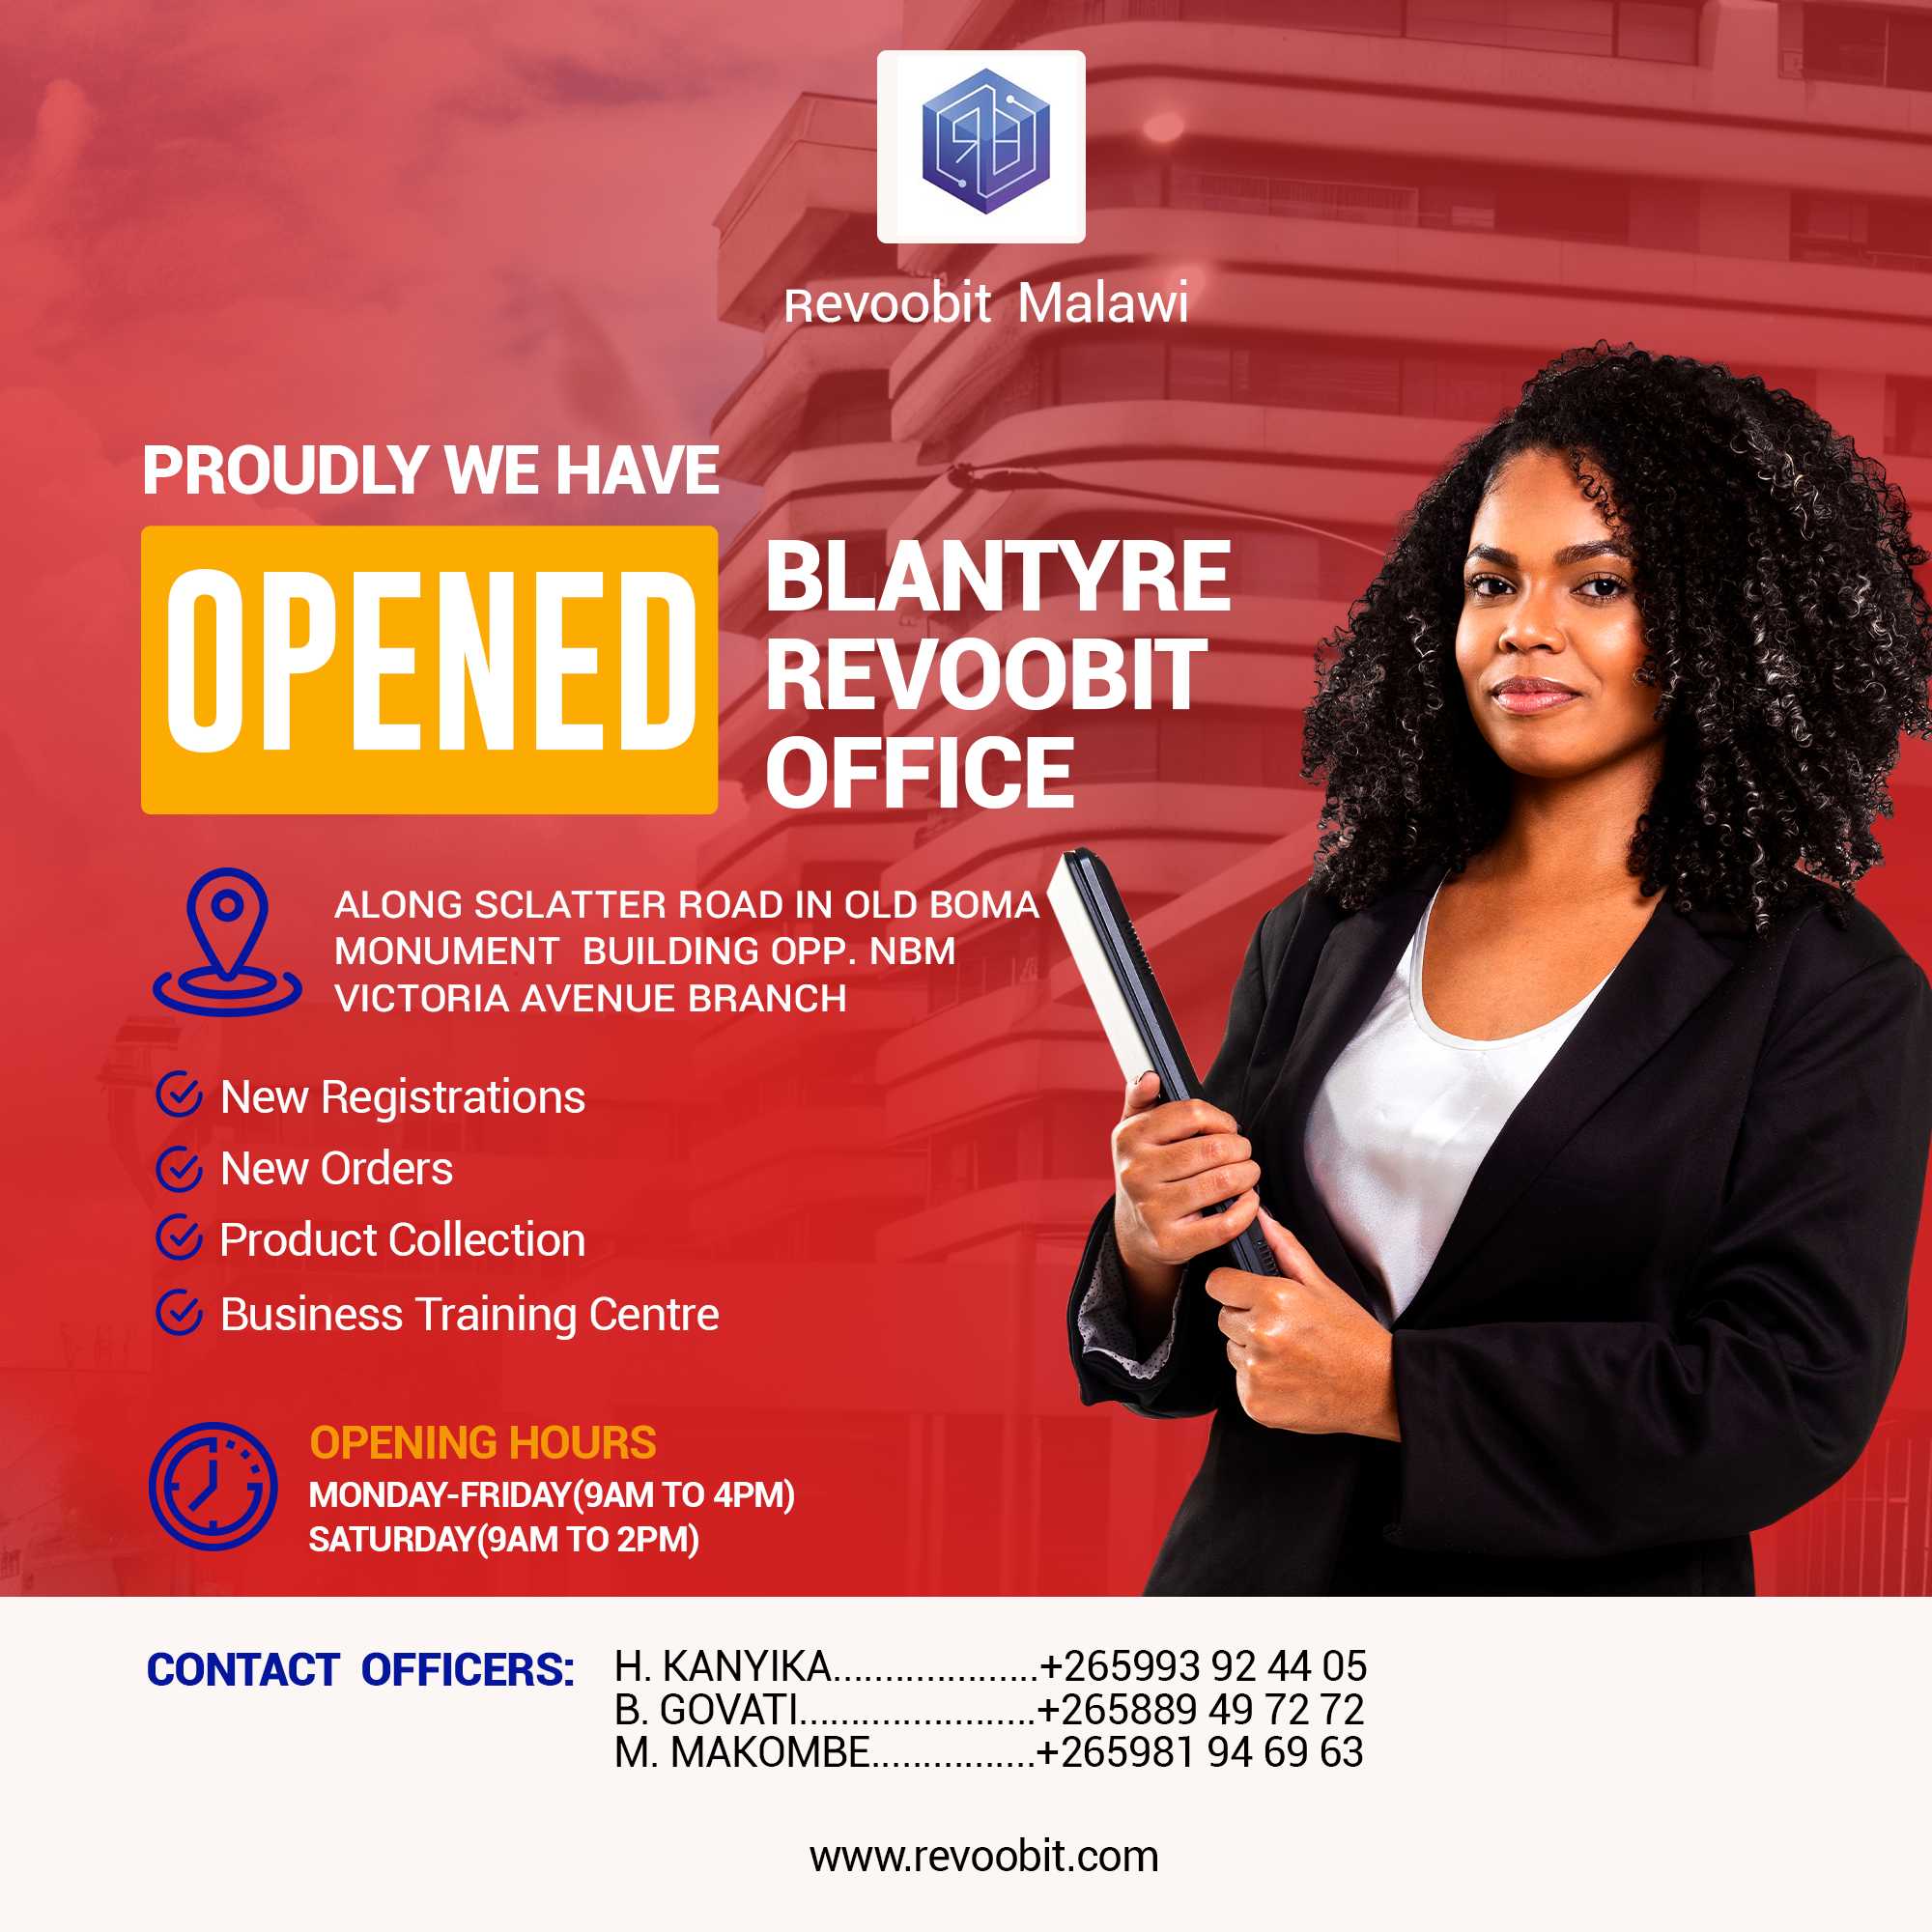 Revoobit Malawi
PROUDLY WE HAVE
OPENED
BLANTYRE
REVOOBIT
OFFICE
ALONG SCLATTER ROAD IN OLD BOMA
MONUMENT BUILDING OPP. NBM
VICTORIA AVENUE BRANCH
New Registrations
New Orders
Product Collection
Business Training Centre
OPENING HOURS
MONDAY-FRIDAY(9AM TO 4PM)
SATURDAY(9AM TO 2PM)
CONTACT OFFICERS:
H. KANYIKA....................+265993 92 44 05
B. GOVATI.......................+265889 49 72 72
M. MAKOMBE................+265981 94 69 63
www.revoobit.com